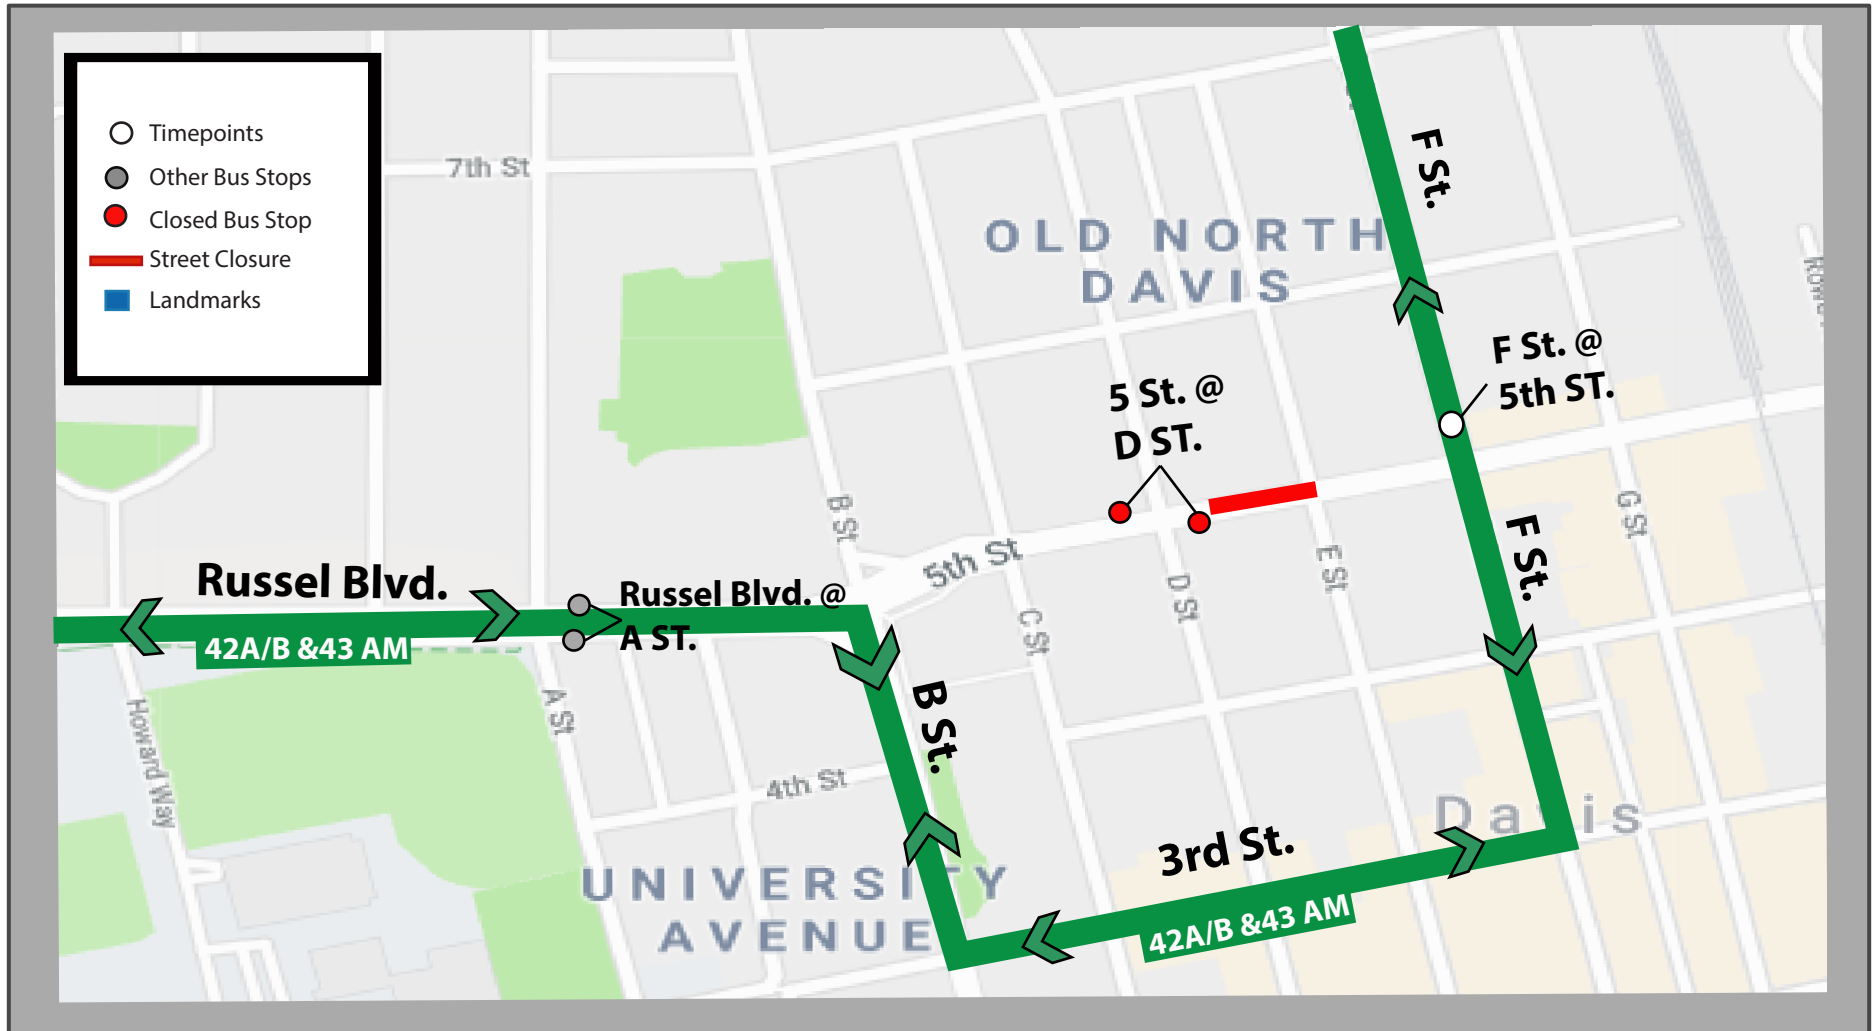 Timepoints
Other Bus Stops
Closed Bus Stop
Street Closure
Landmarks
7th St
OLD NORTH
DAVIS
F St.
F St. @
5th ST.
5 St. @
D ST.
B St
5th St
C St
D St
E St
F St.
G St
Russel Blvd.
42A/B &43 AM
Russel Blvd. @
A ST.
Howard Way
A St
B St.
4th St
UNIVERSITY
AVENUE
3rd St.
42A/B &43 AM
Davis